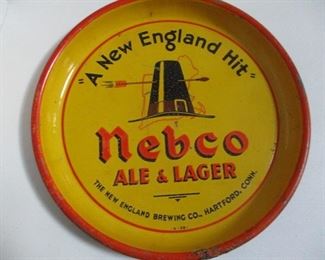 "A New England Hit"
Nebco
ALE & LAGER
THE NEW ENGLAND BREWING CO., HARTFORD, CONN.